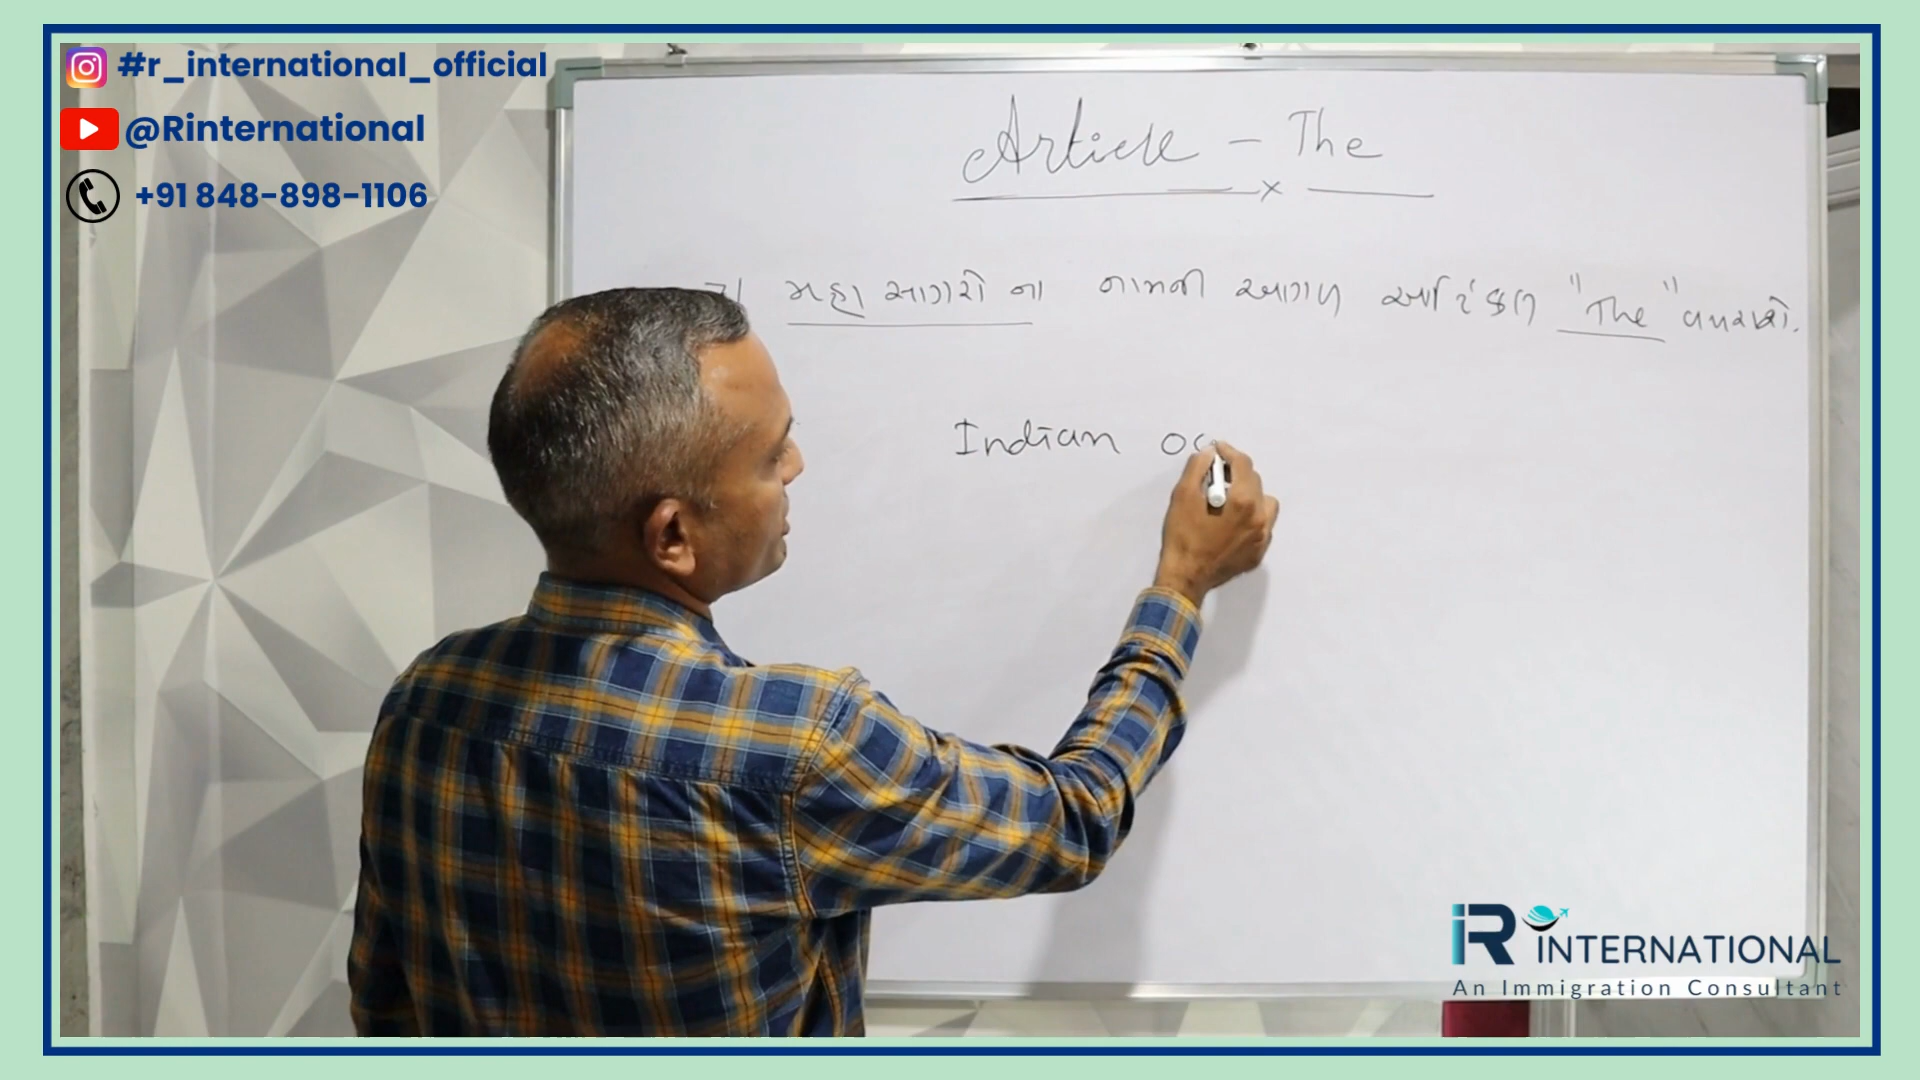 #r_international_official
@Rinternational
+91 848-898-1106
Article - The
મહા સાગરો ના નામની આગળ આર્ટિકલ "The" વાપરવો.
Indian oc
iR INTERNATIONAL
An Immigration Consultant